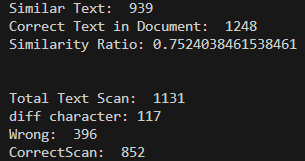 Similar Text:  939
Correct Text in Document:  1248
Similarity Ratio: 0.7524038461538461
Total Text Scan:  1131
diff character: 117
Wrong:  396
CorrectScan:  852